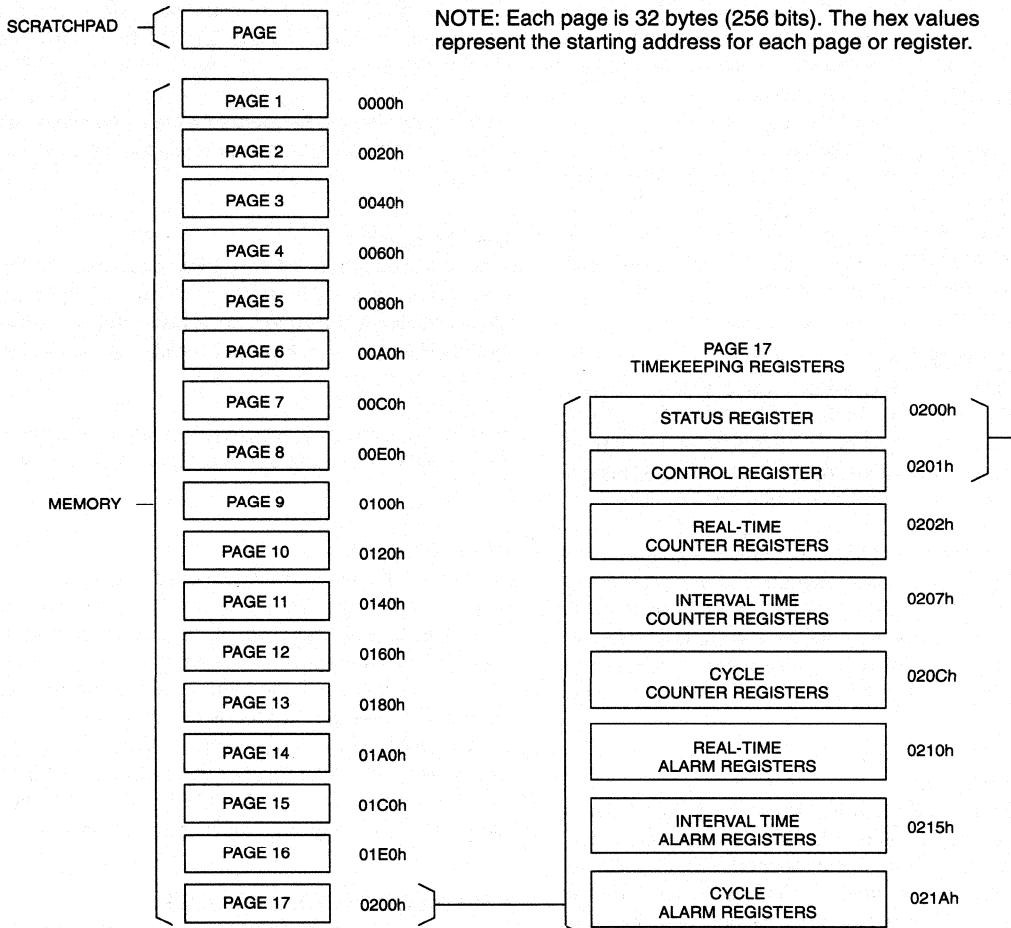 SCRATCHPAD
PAGE
NOTE: Each page is 32 bytes (256 bits). The hex values
represent the starting address for each page or register.
MEMORY
PAGE 1 0000h
PAGE 2 0020h
PAGE 3 0040h
PAGE 4 0060h
PAGE 5 0080h
PAGE 6 00A0h
PAGE 7 00C0h
PAGE 8 00E0h
PAGE 9 0100h
PAGE 10 0120h
PAGE 11 0140h
PAGE 12 0160h
PAGE 13 0180h
PAGE 14 01A0h
PAGE 15 01C0h
PAGE 16 01E0h
PAGE 17 0200h
PAGE 17
TIMEKEEPING REGISTERS
STATUS REGISTER 0200h
CONTROL REGISTER 0201h
REAL-TIME
COUNTER REGISTERS
0202h
INTERVAL TIME
COUNTER REGISTERS
0207h
CYCLE
COUNTER REGISTERS
020Ch
REAL-TIME
ALARM REGISTERS
0210h
INTERVAL TIME
ALARM REGISTERS
0215h
CYCLE
ALARM REGISTERS
021Ah